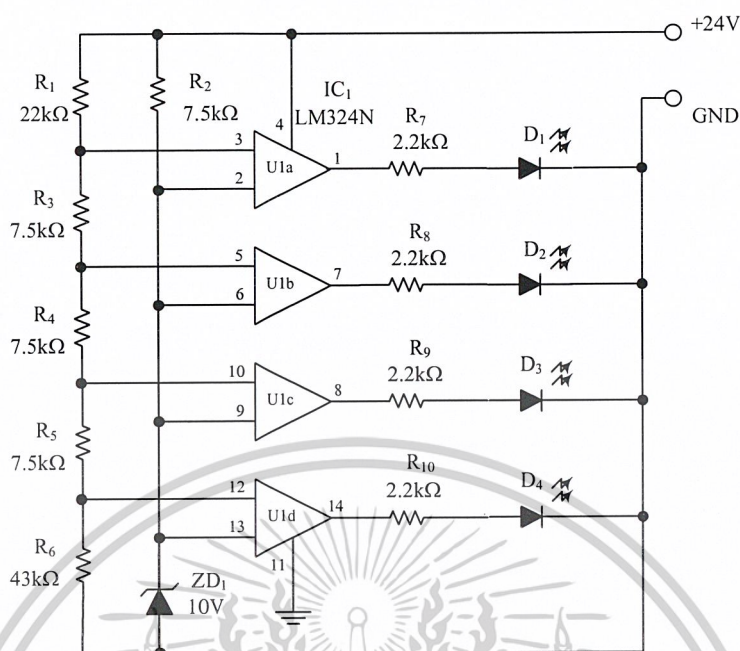 +24V
GND
R₁
22kΩ
R₂
7.5kΩ
IC₁
LM324N
4
3
2
U1a
1
R₇
2.2kΩ
D₁
R₃
7.5kΩ
5
6
U1b
7
R₈
2.2kΩ
D₂
R₄
7.5kΩ
10
9
U1c
8
R₉
2.2kΩ
D₃
R₅
7.5kΩ
12
13
U1d
14
11
R₁₀
2.2kΩ
D₄
R₆
43kΩ
ZD₁
10V